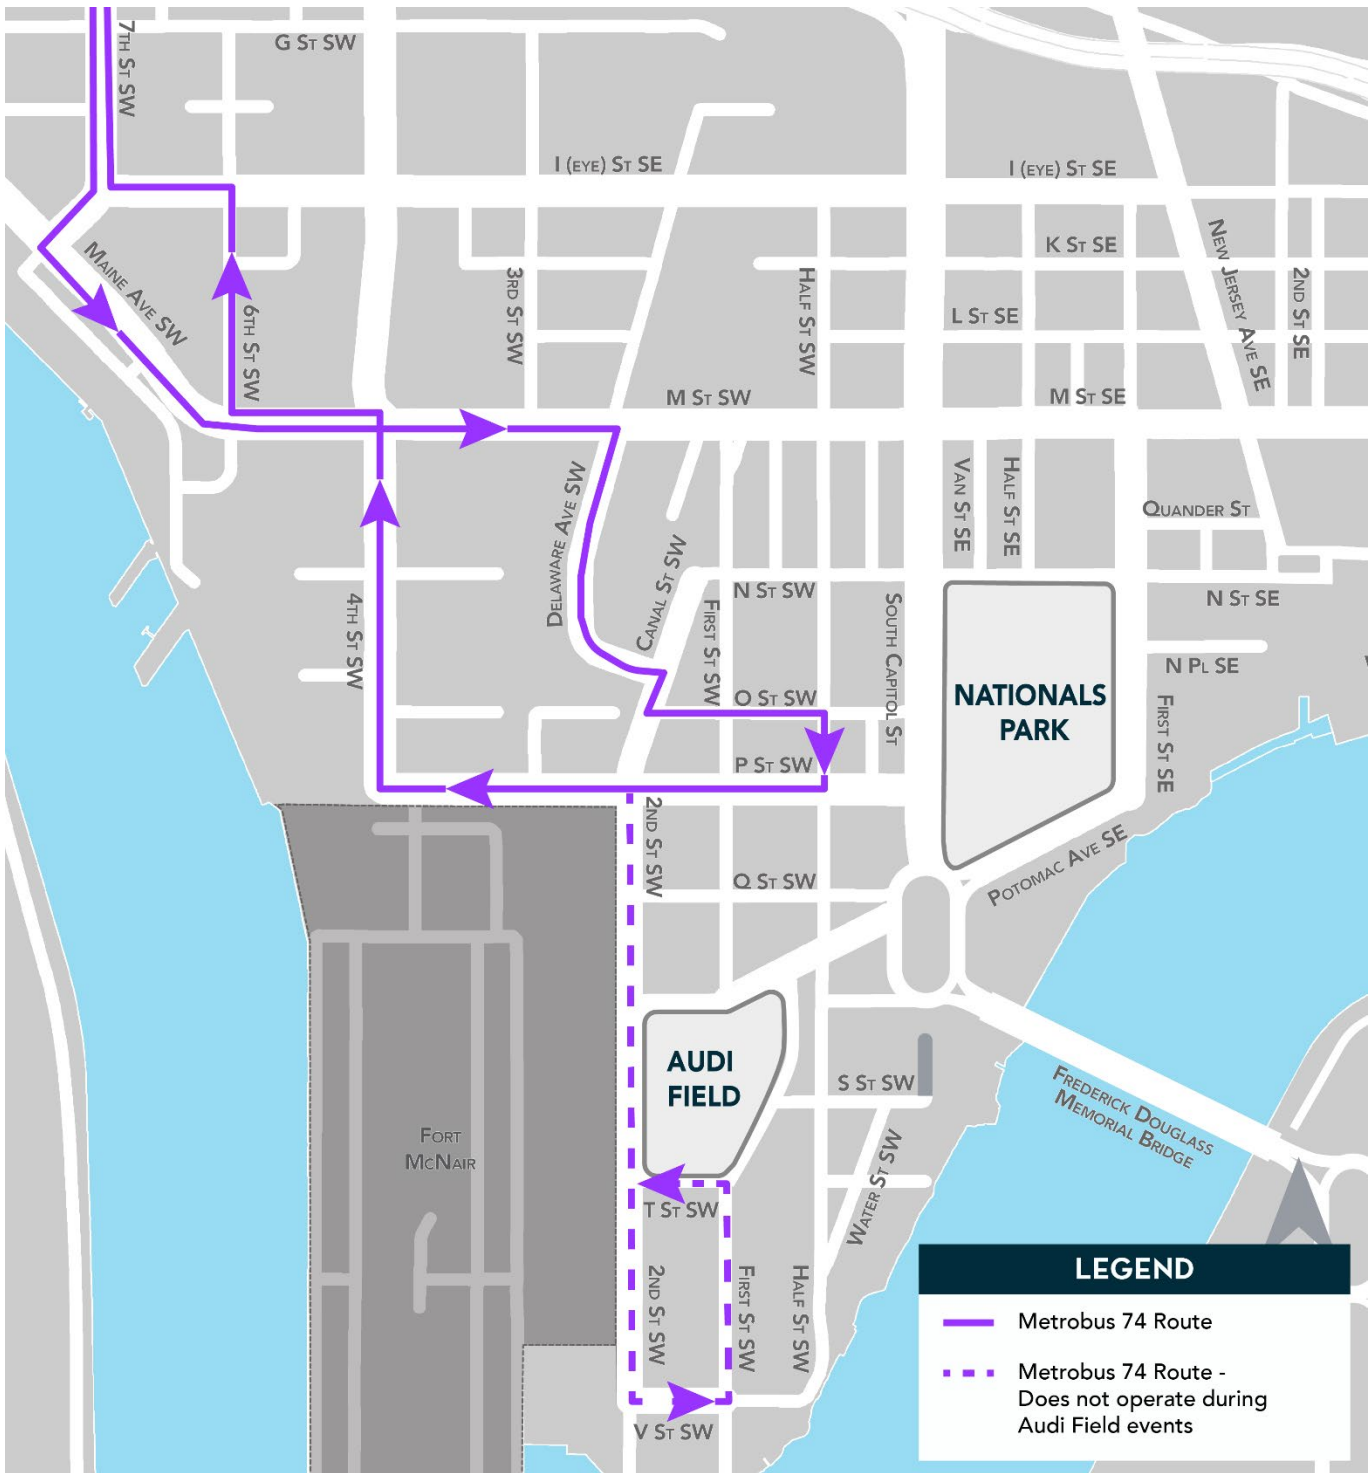 7TH ST SW
G ST SW
I (EYE) ST SE
I (EYE) ST SE
MAINE AVE SW
6TH ST SW
3RD ST SW
HALF ST SW
K ST SE
NEW JERSEY AVE SE
2ND ST SE
L ST SE
M ST SW
M ST SE
DELAWARE AVE SW
CANAL ST SW
VAN ST SE
HALF ST SE
QUANDER ST
4TH ST SW
FIRST ST SW
N ST SW
SOUTH CAPITOL ST
N ST SE
N PL SE
O ST SW
NATIONALS
PARK
FIRST ST SE
P ST SW
2ND ST SW
Q ST SW
POTOMAC AVE SE
AUDI
FIELD
S ST SW
FREDERICK DOUGLASS
MEMORIAL BRIDGE
FORT
MCNAIR
WATER ST SW
T ST SW
2ND ST SW
FIRST ST SW
HALF ST SW
V ST SW
LEGEND
Metrobus 74 Route
Metrobus 74 Route -
Does not operate during
Audi Field events